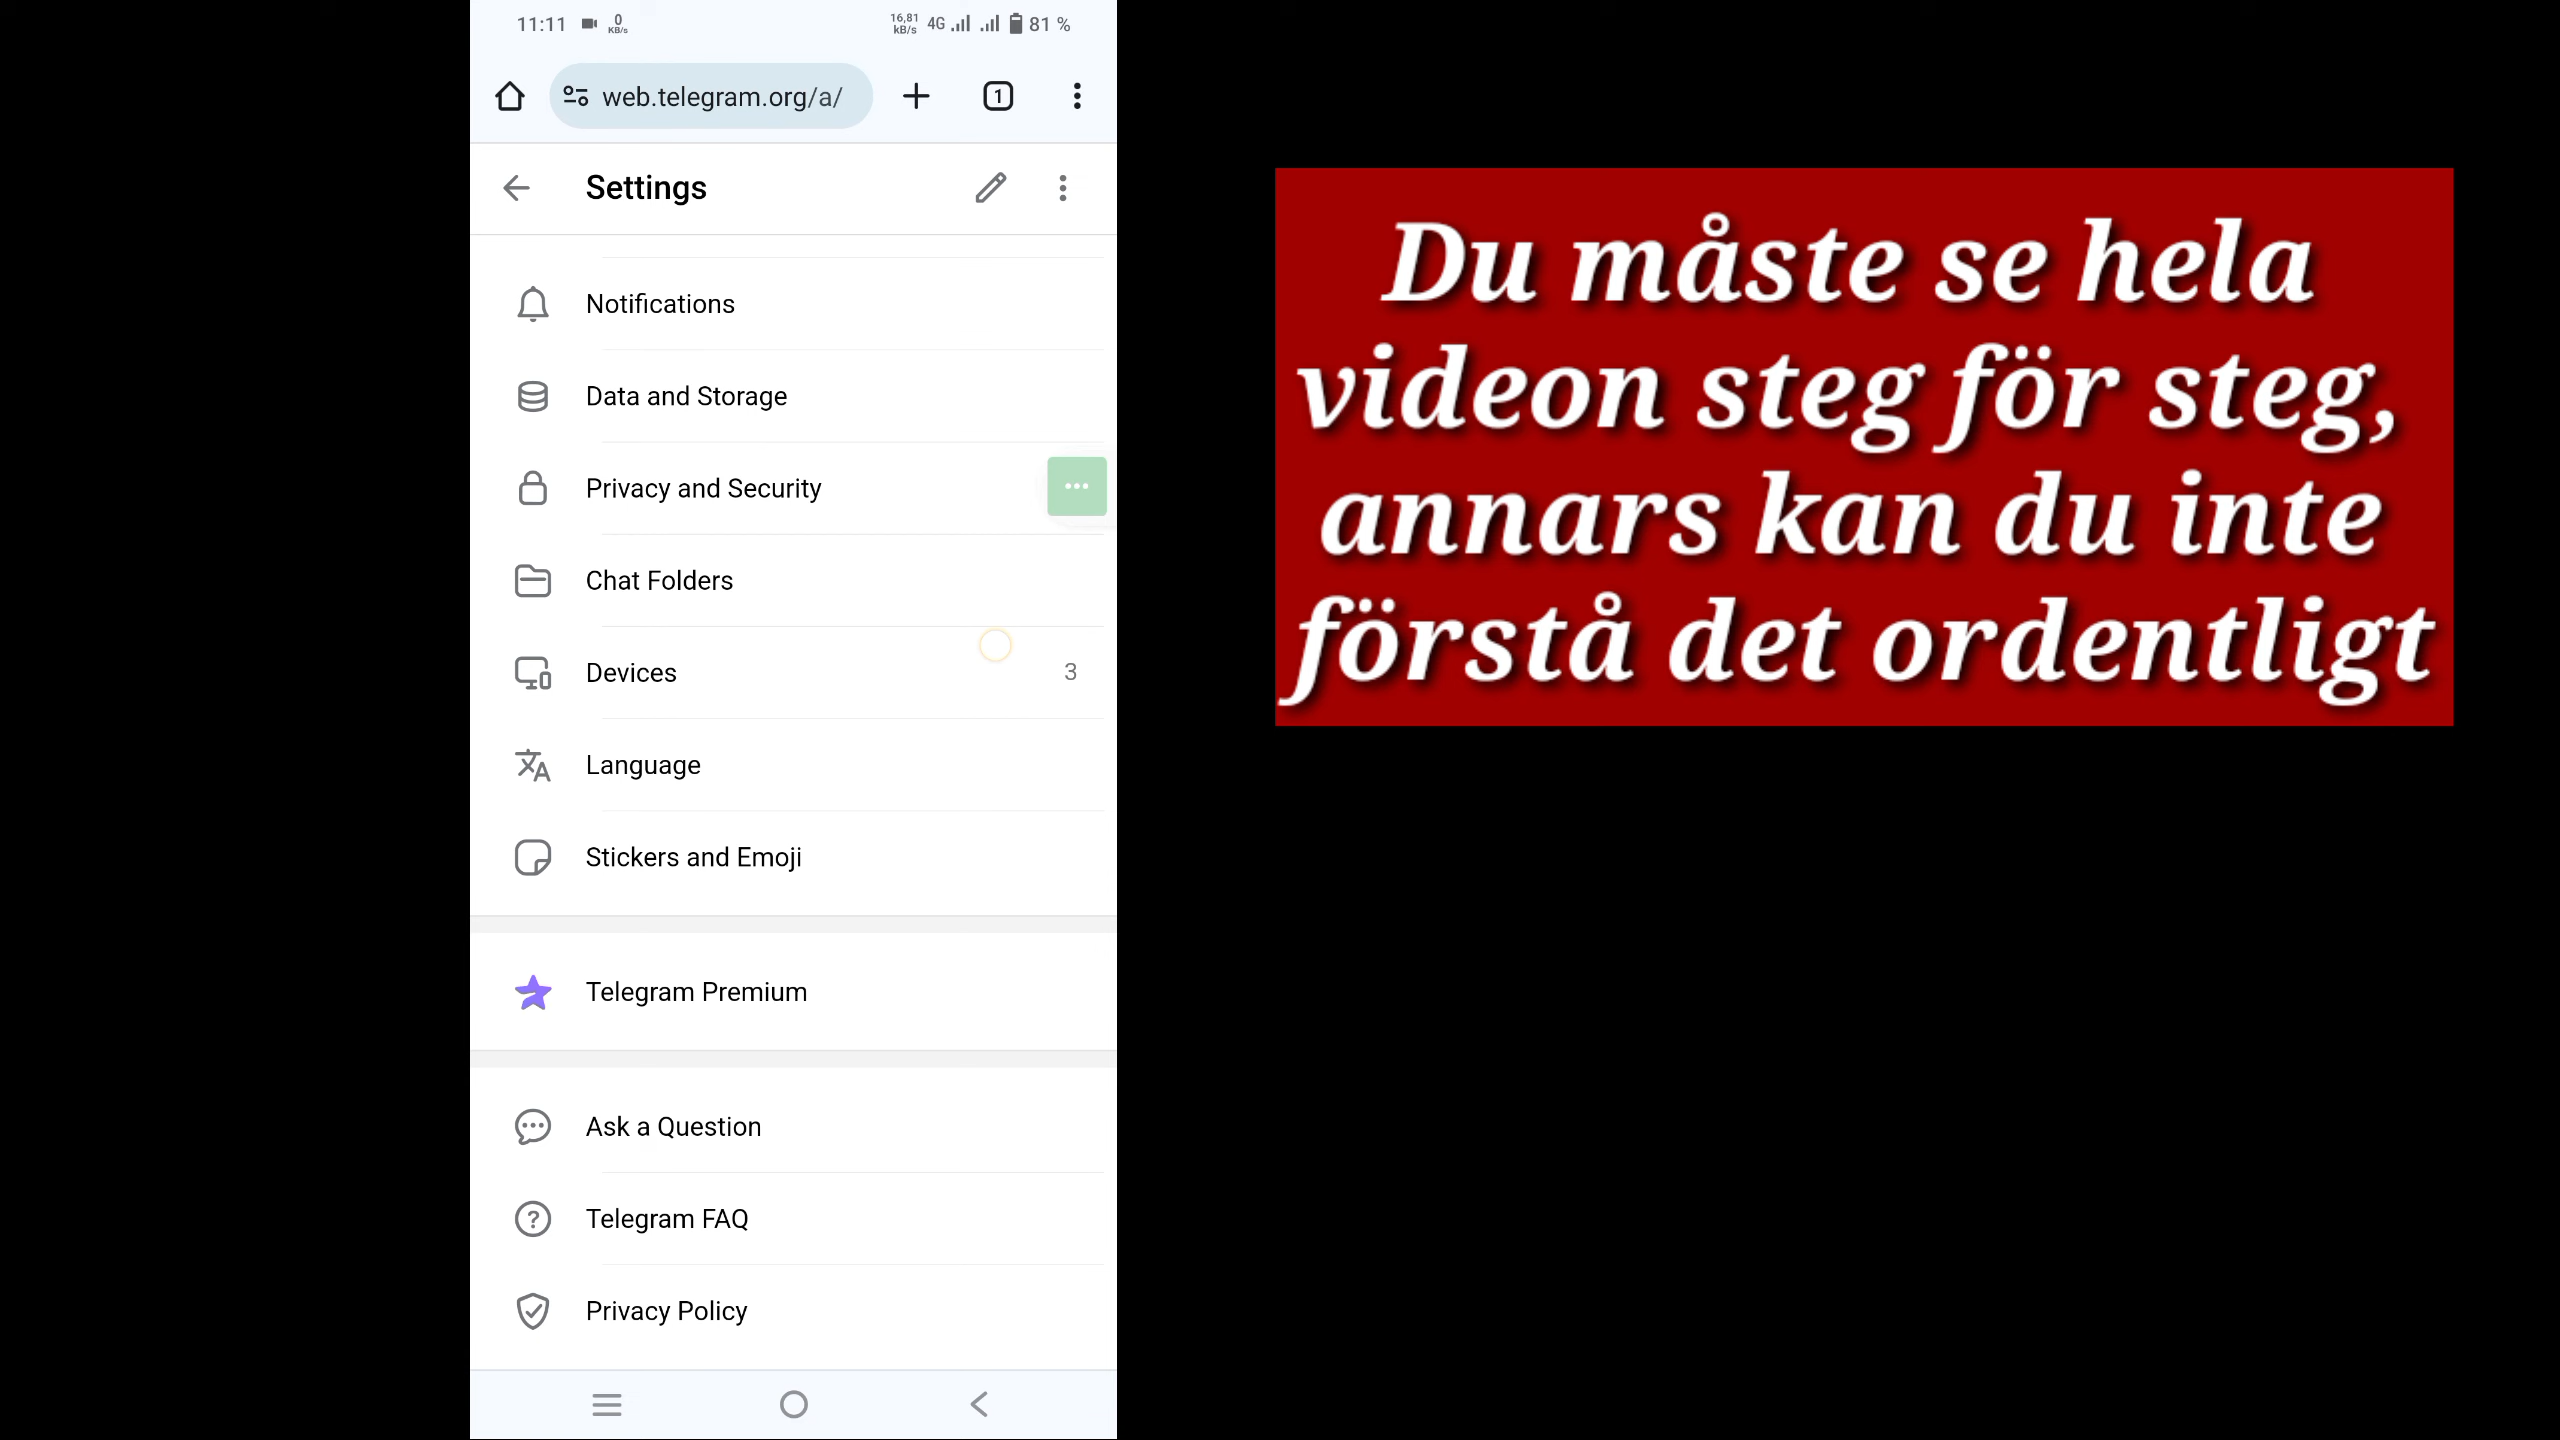 11:11
0
KB/s
16,81
kB/s
4G
81 %
web.telegram.org/a/
1
Settings
Notifications
Data and Storage
Privacy and Security
Chat Folders
Devices
3
Language
Stickers and Emoji
Telegram Premium
Ask a Question
Telegram FAQ
Privacy Policy
Du måste se hela
videon steg för steg,
annars kan du inte
förstå det ordentligt